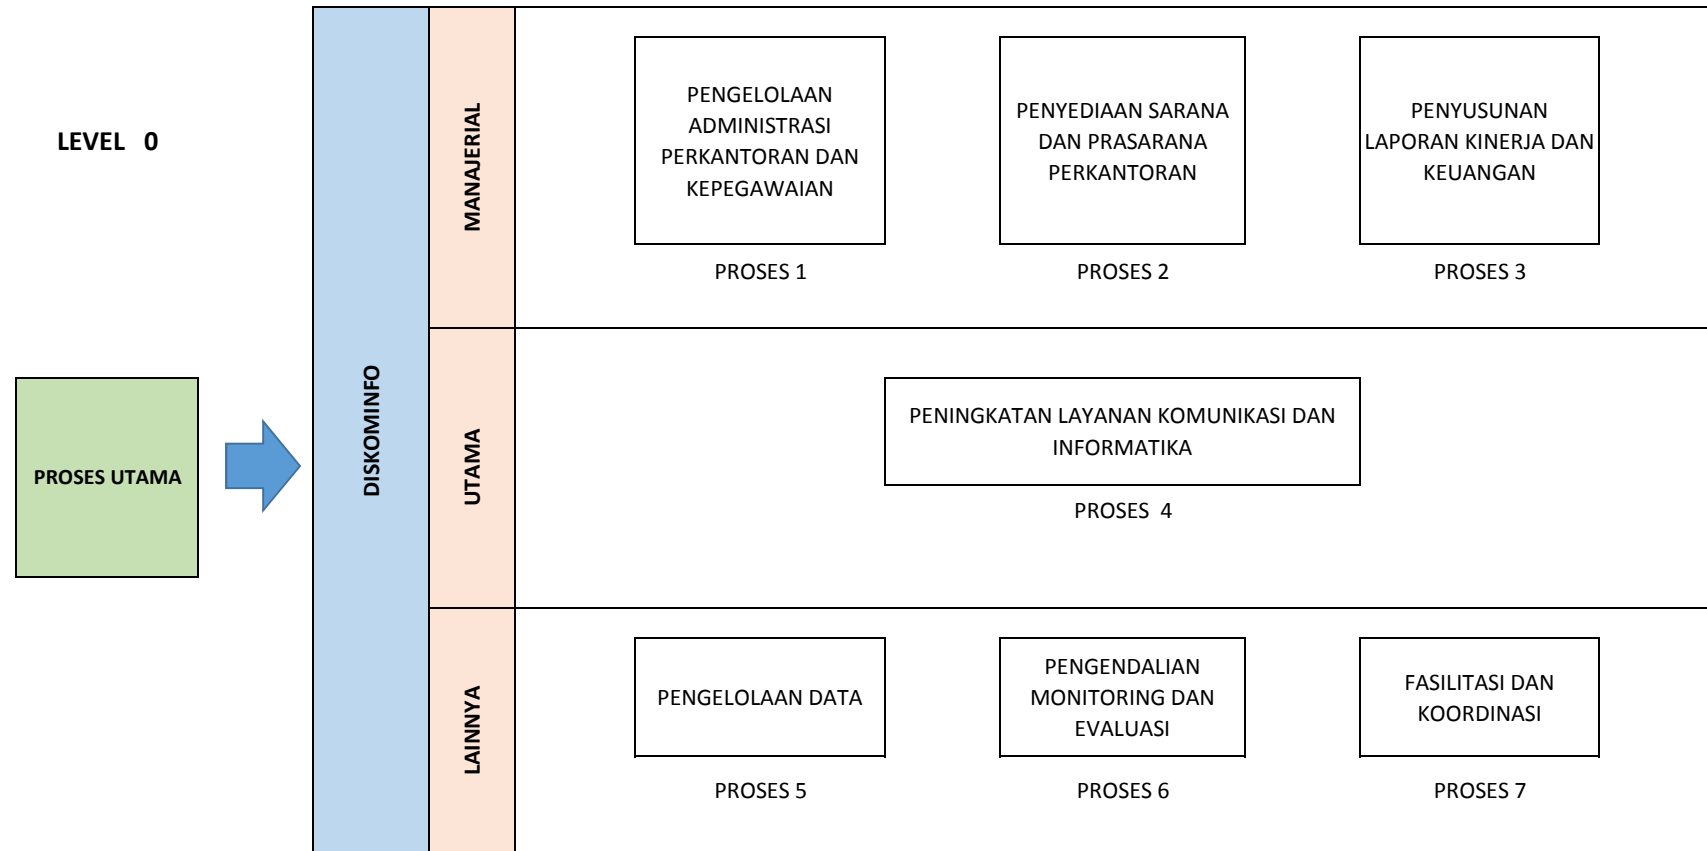 LEVEL 0
PROSES UTAMA
DISKOMINFO
MANAJERIAL
PENGELOLAAN
ADMINISTRASI
PERKANTORAN DAN
KEPEGAWAIAN
PROSES 1
PENYEDIAAN SARANA
DAN PRASARANA
PERKANTORAN
PROSES 2
PENYUSUNAN
LAPORAN KINERJA DAN
KEUANGAN
PROSES 3
UTAMA
PENINGKATAN LAYANAN KOMUNIKASI DAN
INFORMATIKA
PROSES 4
LAINNYA
PENGELOLAAN DATA
PROSES 5
PENGENDALIAN
MONITORING DAN
EVALUASI
PROSES 6
FASILITASI DAN
KOORDINASI
PROSES 7